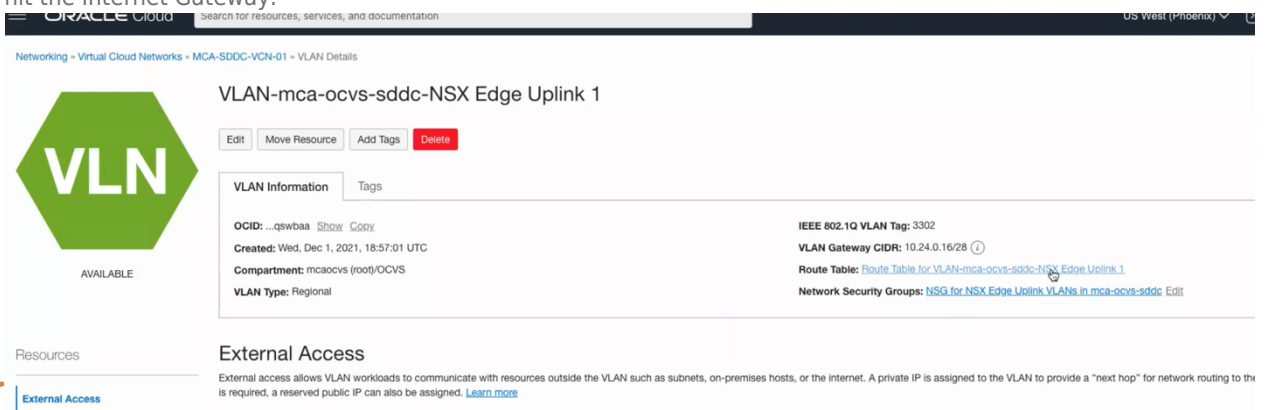 hit the Internet Gateway.
ORACLE Cloud Search for resources, services, and documentation US West (Phoenix)
Networking » Virtual Cloud Networks » MCA-SDDC-VCN-01 » VLAN Details
VLAN-mca-ocvs-sddc-NSX Edge Uplink 1
Edit Move Resource Add Tags Delete
VLN
VLAN Information Tags
OCID: ...qswbaa Show Copy IEEE 802.1Q VLAN Tag: 3302
Created: Wed, Dec 1, 2021, 18:57:01 UTC VLAN Gateway CIDR: 10.24.0.16/28 i
AVAILABLE Compartment: mcaocvs (root)/OCVS Route Table: Route Table for VLAN-mca-ocvs-sddc-NSX Edge Uplink 1
VLAN Type: Regional Network Security Groups: NSG for NSX Edge Uplink VLANs in mca-ocvs-sddc Edit
Resources External Access
External access allows VLAN workloads to communicate with resources outside the VLAN such as subnets, on-premises hosts, or the internet. A private IP is assigned to the VLAN to provide a "next hop" for network routing to the
External Access is required, a reserved public IP can also be assigned. Learn more